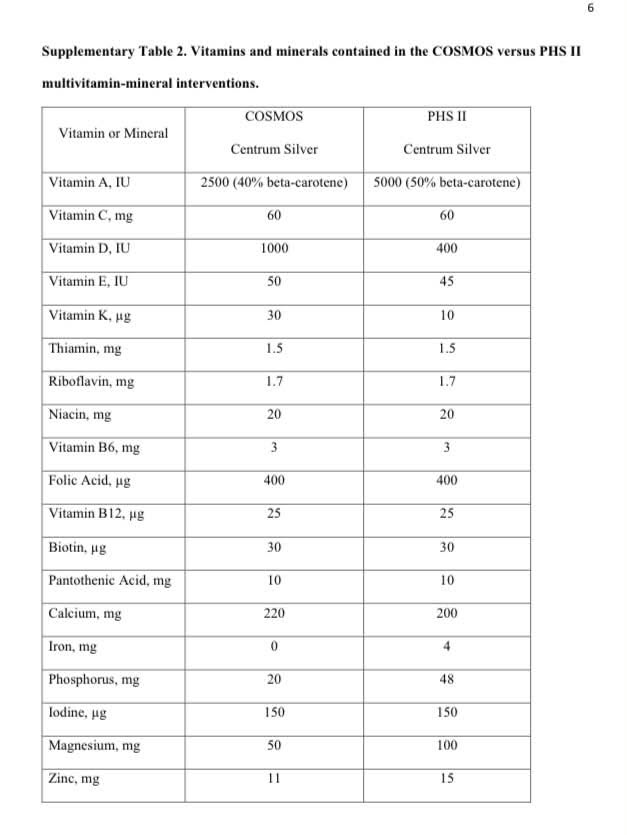 6
Supplementary Table 2. Vitamins and minerals contained in the COSMOS versus PHS II
multivitamin-mineral interventions.
Vitamin or Mineral COSMOS PHS II
Centrum Silver Centrum Silver
Vitamin A, IU 2500 (40% beta-carotene) 5000 (50% beta-carotene)
Vitamin C, mg 60 60
Vitamin D, IU 1000 400
Vitamin E, IU 50 45
Vitamin K, µg 30 10
Thiamin, mg 1.5 1.5
Riboflavin, mg 1.7 1.7
Niacin, mg 20 20
Vitamin B6, mg 3 3
Folic Acid, µg 400 400
Vitamin B12, µg 25 25
Biotin, µg 30 30
Pantothenic Acid, mg 10 10
Calcium, mg 220 200
Iron, mg 0 4
Phosphorus, mg 20 48
Iodine, µg 150 150
Magnesium, mg 50 100
Zinc, mg 11 15